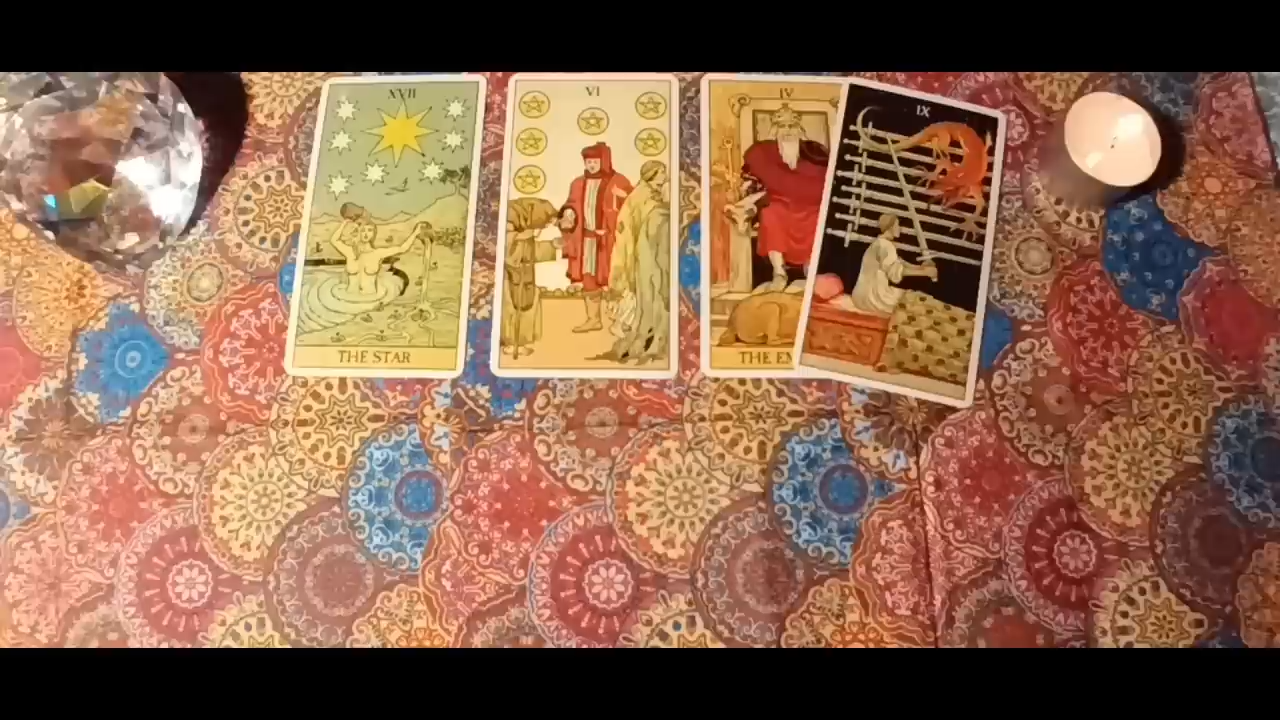 XVII
THE STAR
VI
IV
THE EM
IX